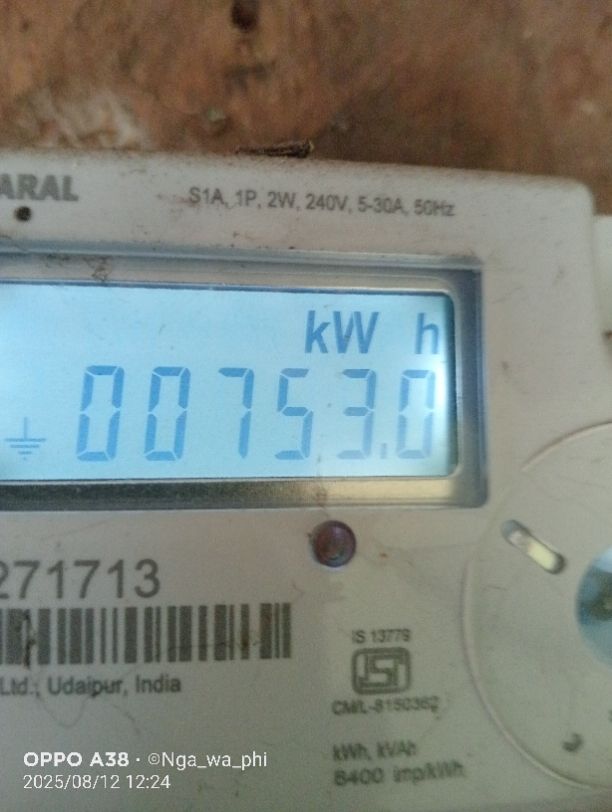 ARAL
S1A, 1P, 2W, 240V, 5-30A, 50Hz
kW h
00753.0
271713
Ltd., Udaipur, India
IS 13779
ISI
CM/L-8150362
kWh, kVAh
6400 imp/kWh
OPPO A38 · ©Nga_wa_phi
2025/08/12 12:24